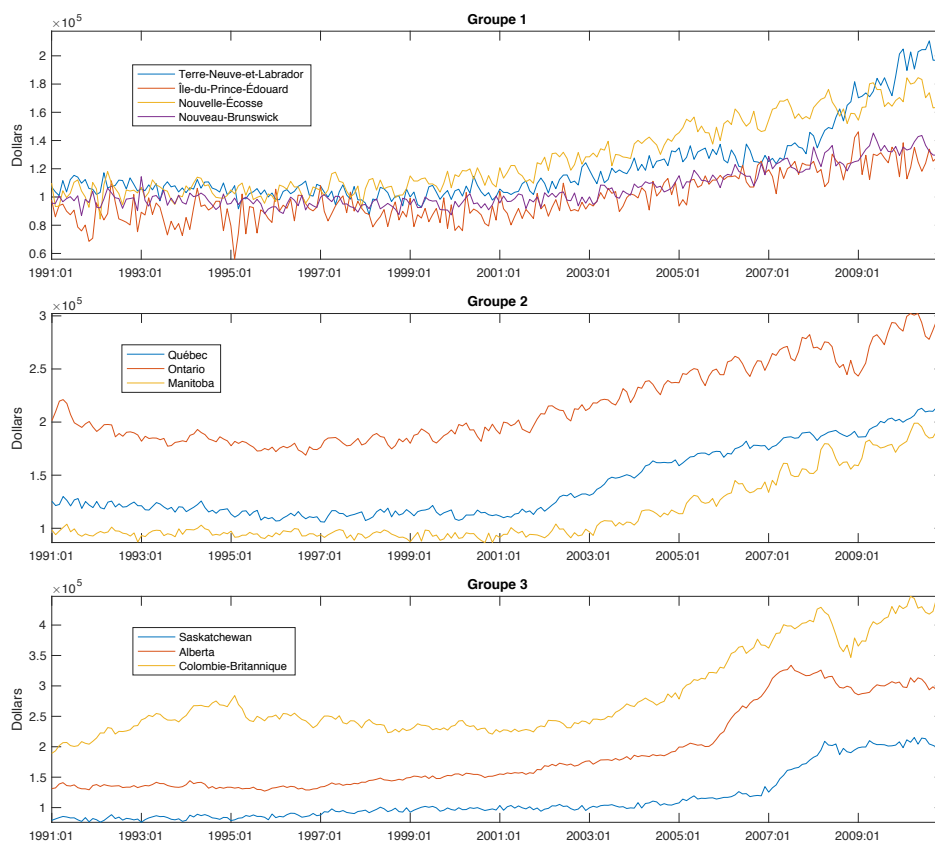 Groupe 1
×10⁵
2
1.8
1.6
1.4
1.2
1
0.8
0.6
Dollars
Terre-Neuve-et-Labrador
Île-du-Prince-Édouard
Nouvelle-Écosse
Nouveau-Brunswick
1991:01 1993:01 1995:01 1997:01 1999:01 2001:01 2003:01 2005:01 2007:01 2009:01
Groupe 2
×10⁵
3
2.5
2
1.5
1
Dollars
Québec
Ontario
Manitoba
1991:01 1993:01 1995:01 1997:01 1999:01 2001:01 2003:01 2005:01 2007:01 2009:01
Groupe 3
×10⁵
4
3.5
3
2.5
2
1.5
1
Dollars
Saskatchewan
Alberta
Colombie-Britannique
1991:01 1993:01 1995:01 1997:01 1999:01 2001:01 2003:01 2005:01 2007:01 2009:01